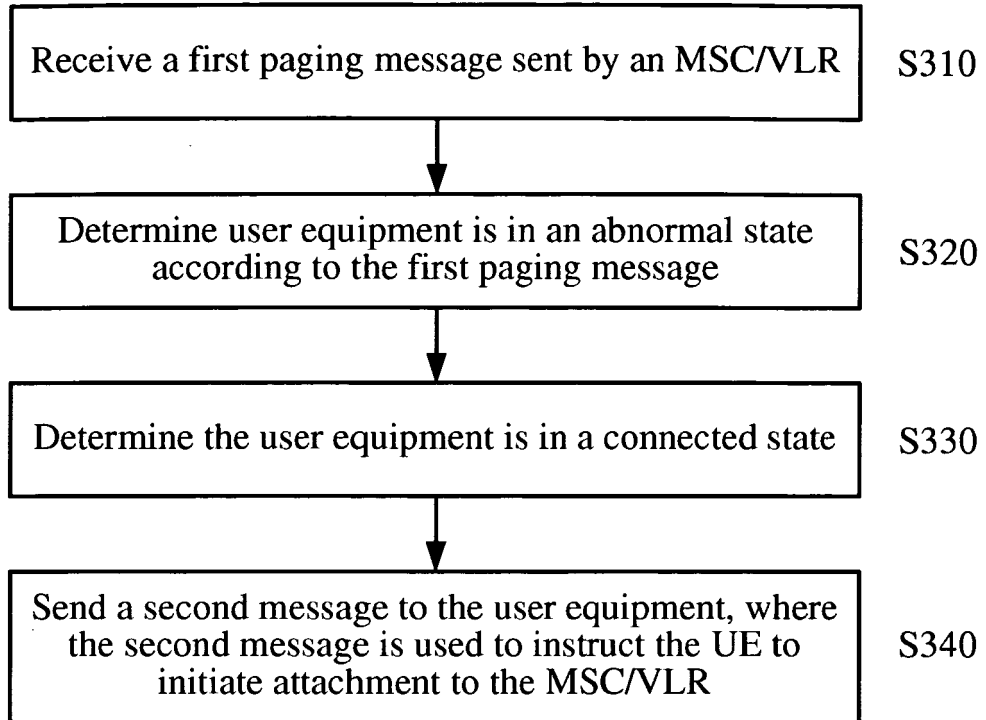 Receive a first paging message sent by an MSC/VLR
S310
Determine user equipment is in an abnormal state
according to the first paging message
S320
Determine the user equipment is in a connected state
S330
Send a second message to the user equipment, where
the second message is used to instruct the UE to
initiate attachment to the MSC/VLR
S340